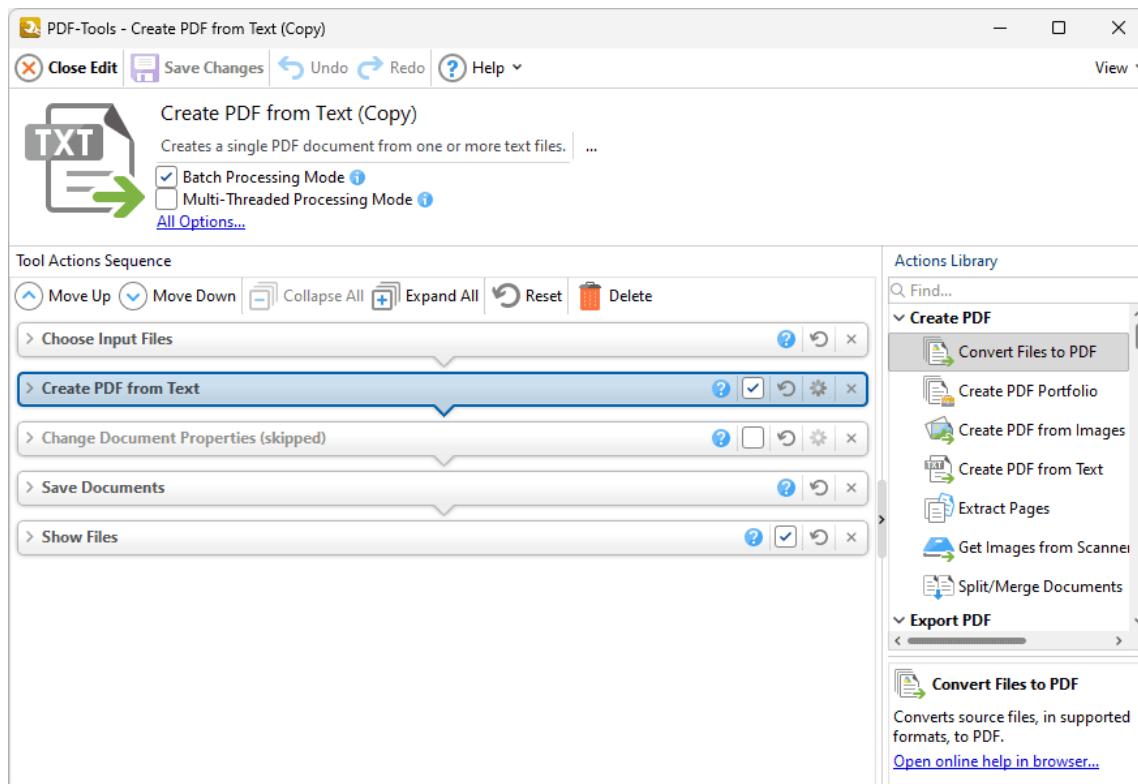 PDF-Tools - Create PDF from Text (Copy)
Close Edit Save Changes Undo Redo Help View
TXT
Create PDF from Text (Copy)
Creates a single PDF document from one or more text files. ...
Batch Processing Mode
Multi-Threaded Processing Mode
All Options...
Tool Actions Sequence
Move Up Move Down Collapse All Expand All Reset Delete
Choose Input Files
Create PDF from Text
Change Document Properties (skipped)
Save Documents
Show Files
Actions Library
Find...
Create PDF
Convert Files to PDF
Create PDF Portfolio
Create PDF from Images
TXT Create PDF from Text
Extract Pages
Get Images from Scanner
Split/Merge Documents
Export PDF
Convert Files to PDF
Converts source files, in supported
formats, to PDF.
Open online help in browser...